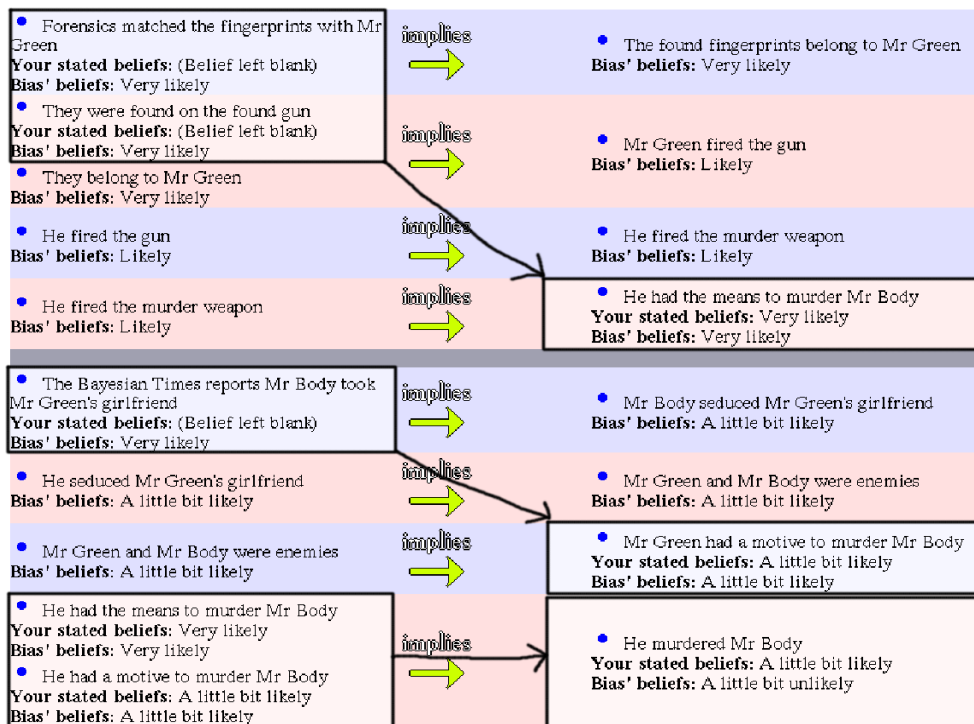 Forensics matched the fingerprints with Mr
Green
Your stated beliefs: (Belief left blank)
Bias' beliefs: Very likely
implies
The found fingerprints belong to Mr Green
Bias' beliefs: Very likely
They were found on the found gun
Your stated beliefs: (Belief left blank)
Bias' beliefs: Very likely
They belong to Mr Green
Bias' beliefs: Very likely
implies
Mr Green fired the gun
Bias' beliefs: Likely
He fired the gun
Bias' beliefs: Likely
implies
He fired the murder weapon
Bias' beliefs: Likely
He fired the murder weapon
Bias' beliefs: Likely
implies
He had the means to murder Mr Body
Your stated beliefs: Very likely
Bias' beliefs: Very likely
The Bayesian Times reports Mr Body took
Mr Green's girlfriend
Your stated beliefs: (Belief left blank)
Bias' beliefs: Very likely
implies
Mr Body seduced Mr Green's girlfriend
Bias' beliefs: A little bit likely
He seduced Mr Green's girlfriend
Bias' beliefs: A little bit likely
implies
Mr Green and Mr Body were enemies
Bias' beliefs: A little bit likely
Mr Green and Mr Body were enemies
Bias' beliefs: A little bit likely
implies
Mr Green had a motive to murder Mr Body
Your stated beliefs: A little bit likely
Bias' beliefs: A little bit likely
He had the means to murder Mr Body
Your stated beliefs: Very likely
Bias' beliefs: Very likely
He had a motive to murder Mr Body
Your stated beliefs: A little bit likely
Bias' beliefs: A little bit likely
implies
He murdered Mr Body
Your stated beliefs: A little bit likely
Bias' beliefs: A little bit unlikely